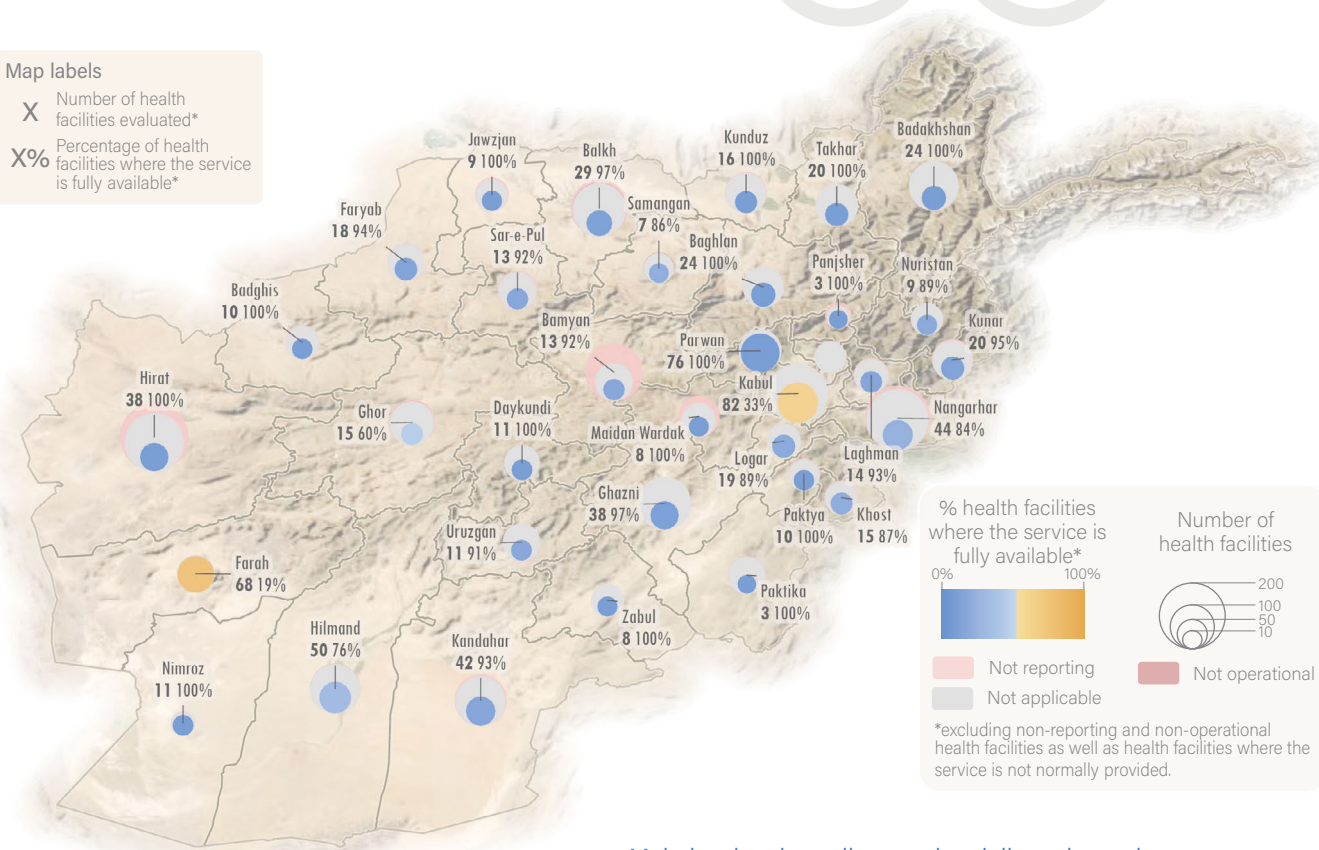 Map labels
X Number of health
facilities evaluated*
X% Percentage of health
facilities where the service
is fully available*
Jawzjan
9 100%
Balkh
29 97%
Kunduz
16 100%
Takhar
20 100%
Badakhshan
24 100%
Faryab
18 94%
Samangan
7 86%
Sar-e-Pul
13 92%
Baghlan
24 100%
Panjsher
3 100%
Nuristan
9 89%
Badghis
10 100%
Bamyan
13 92%
Parwan
76 100%
Kunar
20 95%
Hirat
38 100%
Kabul
82 33%
Ghor
15 60%
Daykundi
11 100%
Maidan Wardak
8 100%
Nangarhar
44 84%
Logar
19 89%
Laghman
14 93%
Ghazni
38 97%
Paktya
10 100%
Khost
15 87%
Uruzgan
11 91%
Farah
68 19%
Paktika
3 100%
Zabul
8 100%
Hilmand
50 76%
Kandahar
42 93%
Nimroz
11 100%
% health facilities
where the service is
fully available*
0% 100%
Number of
health facilities
200
100
50
10
Not reporting
Not operational
Not applicable
*excluding non-reporting and non-operational
health facilities as well as health facilities where the
service is not normally provided.